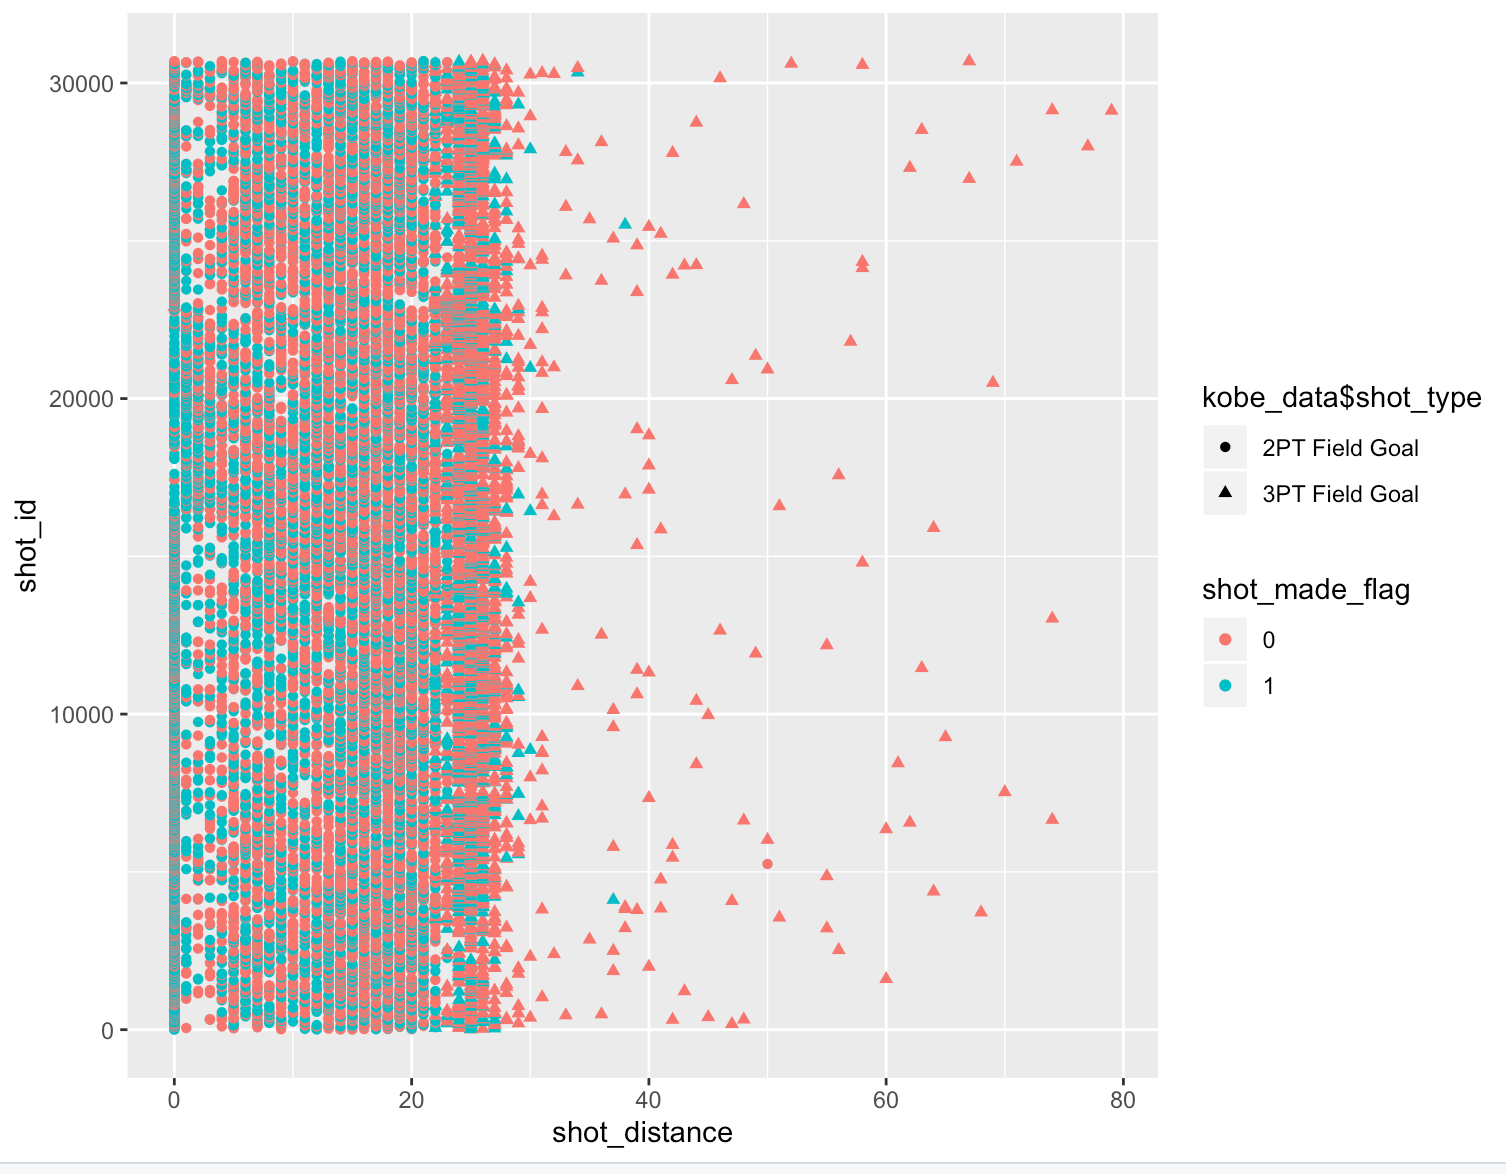 30000
20000
10000
0
0
20
40
60
80
shot_distance
shot_id
kobe_data$shot_type
2PT Field Goal
3PT Field Goal
shot_made_flag
0
1